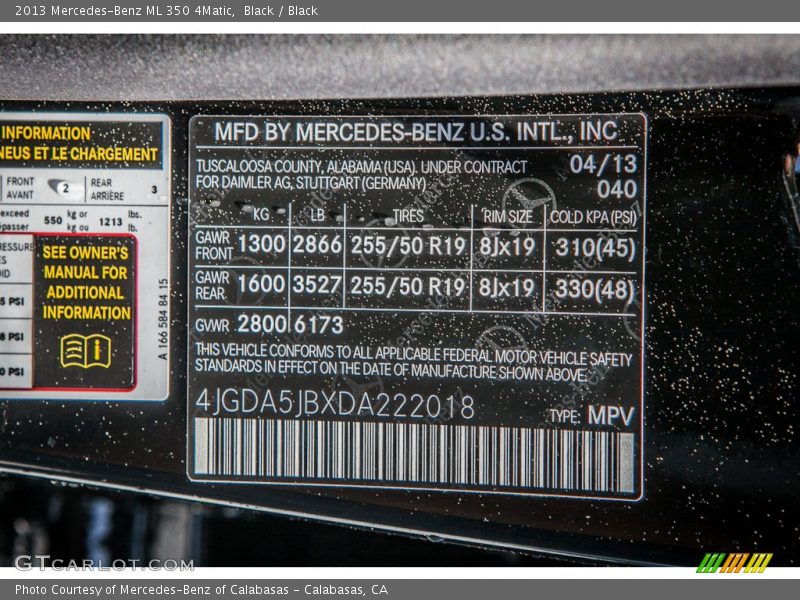 2013 Mercedes-Benz ML 350 4Matic, Black / Black
INFORMATION
NEUS ET LE CHARGEMENT
FRONT AVANT 2 REAR ARRIÈRE 3
exceed 550 kg or 1213 lbs.
kg ou lb.
PSI
PSI
PSI
SEE OWNER'S
MANUAL FOR
ADDITIONAL
INFORMATION
A 166 584 84 15
MFD BY MERCEDES-BENZ U.S. INTL., INC
TUSCALOOSA COUNTY, ALABAMA (USA). UNDER CONTRACT 04/13
FOR DAIMLER AG, STUTTGART (GERMANY) 040
KG LB TIRES RIM SIZE COLD KPA (PSI)
GAWR FRONT 1300 2866 255/50 R19 8Jx19 310(45)
GAWR REAR 1600 3527 255/50 R19 8Jx19 330(48)
GVWR 2800 6173
THIS VEHICLE CONFORMS TO ALL APPLICABLE FEDERAL MOTOR VEHICLE SAFETY
STANDARDS IN EFFECT ON THE DATE OF MANUFACTURE SHOWN ABOVE.
4JGDA5JBXDA222018
TYPE: MPV
GTCARLOT.COM
Photo Courtesy of Mercedes-Benz of Calabasas - Calabasas, CA